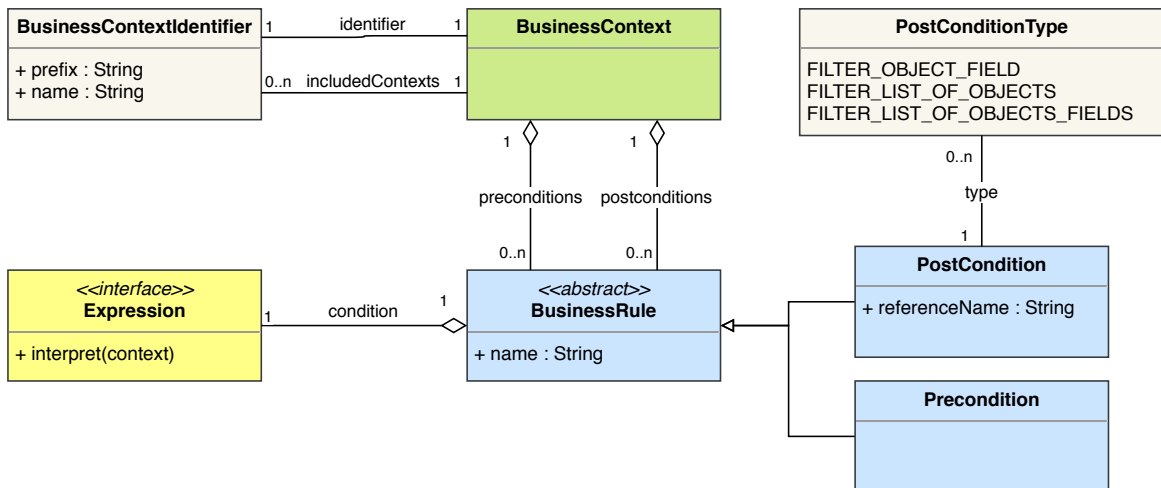 BusinessContextIdentifier
+ prefix : String
+ name : String
1
identifier
1
0..n
includedContexts
1
BusinessContext
1
1
preconditions
postconditions
0..n
0..n
PostConditionType
FILTER_OBJECT_FIELD
FILTER_LIST_OF_OBJECTS
FILTER_LIST_OF_OBJECTS_FIELDS
0..n
type
1
<<interface>>
Expression
+ interpret(context)
1
condition
1
<<abstract>>
BusinessRule
+ name : String
PostCondition
+ referenceName : String
Precondition